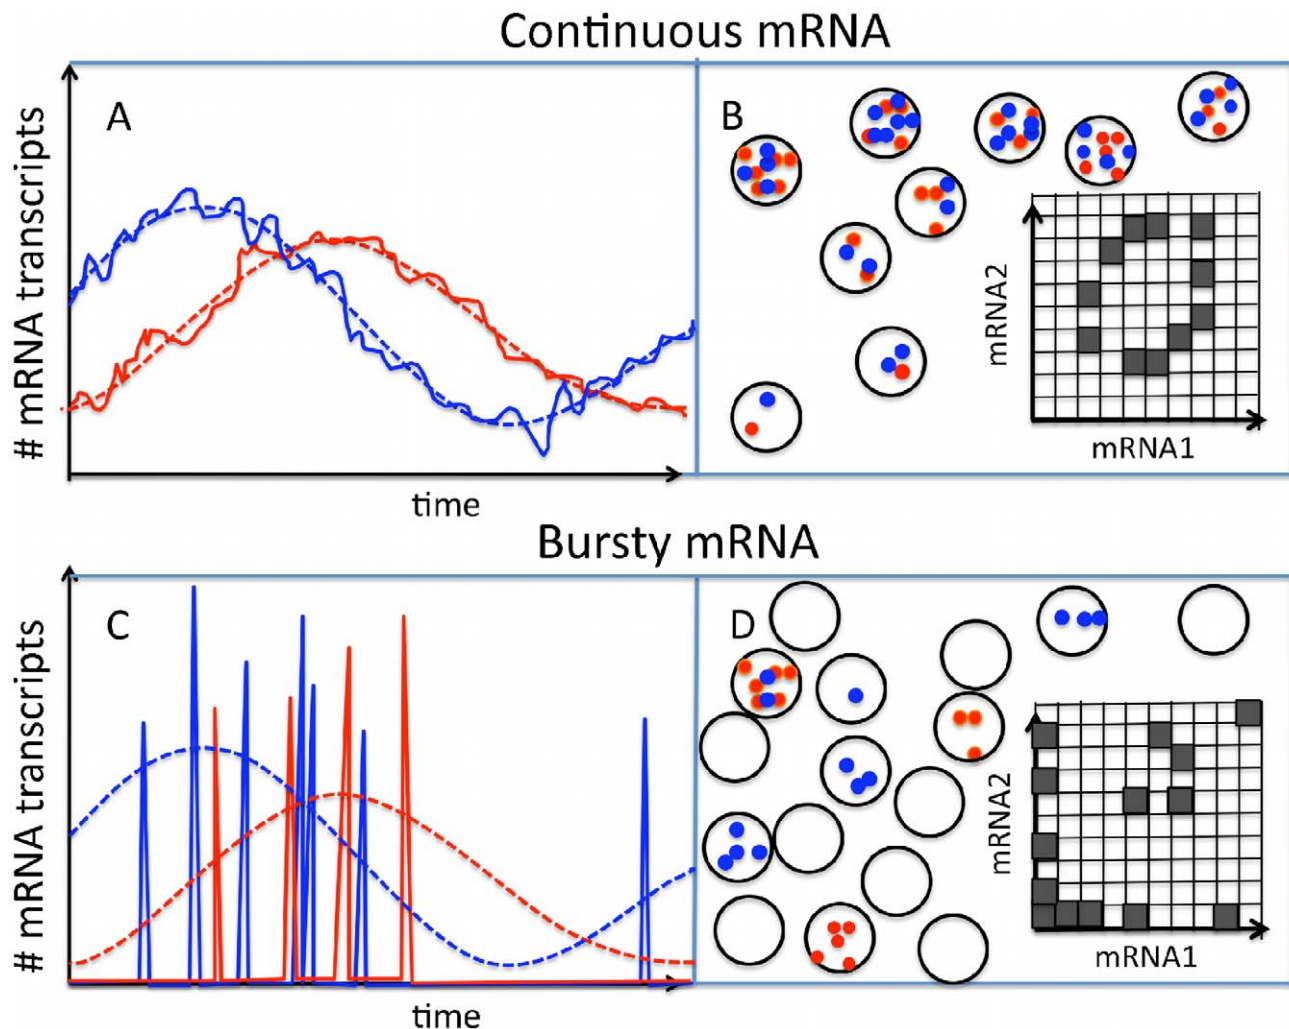 Continuous mRNA
A
# mRNA transcripts
time
B
mRNA2
mRNA1
Bursty mRNA
C
# mRNA transcripts
time
D
mRNA2
mRNA1